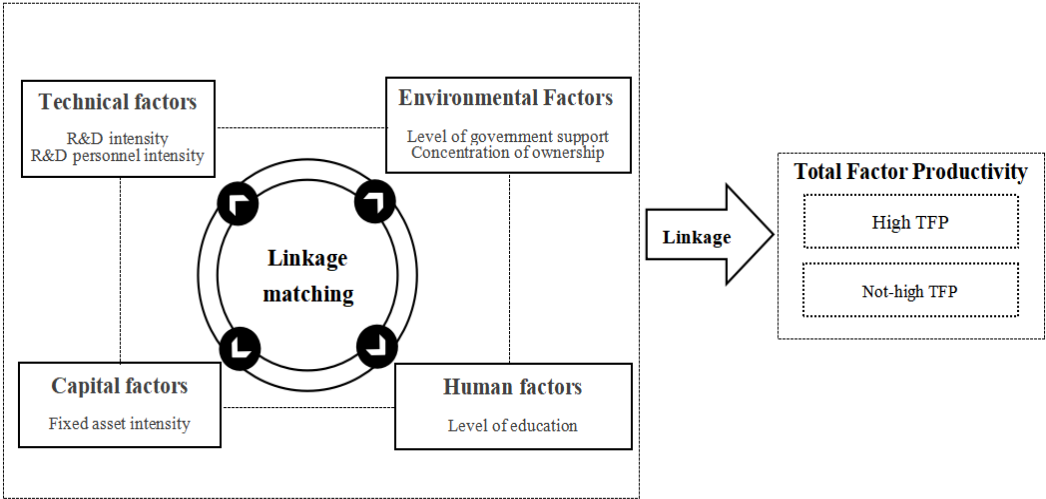 Technical factors
R&D intensity
R&D personnel intensity
Environmental Factors
Level of government support
Concentration of ownership
Linkage
matching
Capital factors
Fixed asset intensity
Human factors
Level of education
Linkage
Total Factor Productivity
High TFP
Not-high TFP